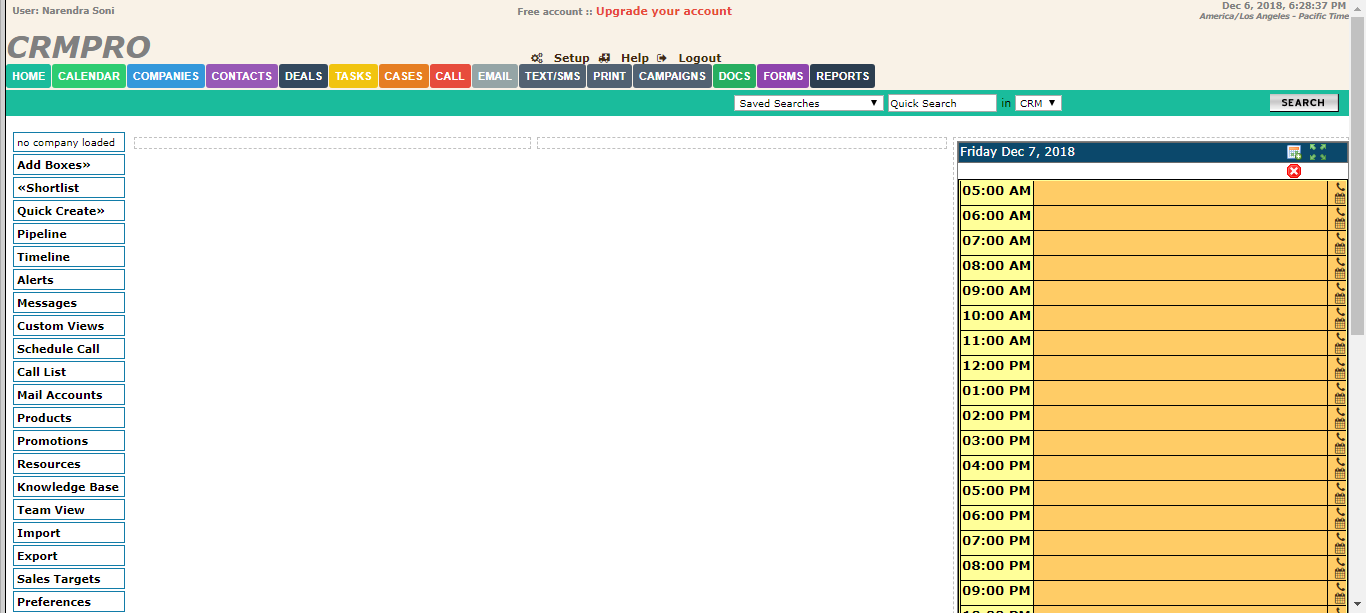 User: Narendra Soni
Free account :: Upgrade your account
Dec 6, 2018, 6:28:37 PM
America/Los Angeles - Pacific Time
CRMPRO
Setup Help Logout
HOME CALENDAR COMPANIES CONTACTS DEALS TASKS CASES CALL EMAIL TEXT/SMS PRINT CAMPAIGNS DOCS FORMS REPORTS
Saved Searches Quick Search in CRM SEARCH
no company loaded
Add Boxes»
«Shortlist
Quick Create»
Pipeline
Timeline
Alerts
Messages
Custom Views
Schedule Call
Call List
Mail Accounts
Products
Promotions
Resources
Knowledge Base
Team View
Import
Export
Sales Targets
Preferences
Friday Dec 7, 2018
05:00 AM
06:00 AM
07:00 AM
08:00 AM
09:00 AM
10:00 AM
11:00 AM
12:00 PM
01:00 PM
02:00 PM
03:00 PM
04:00 PM
05:00 PM
06:00 PM
07:00 PM
08:00 PM
09:00 PM